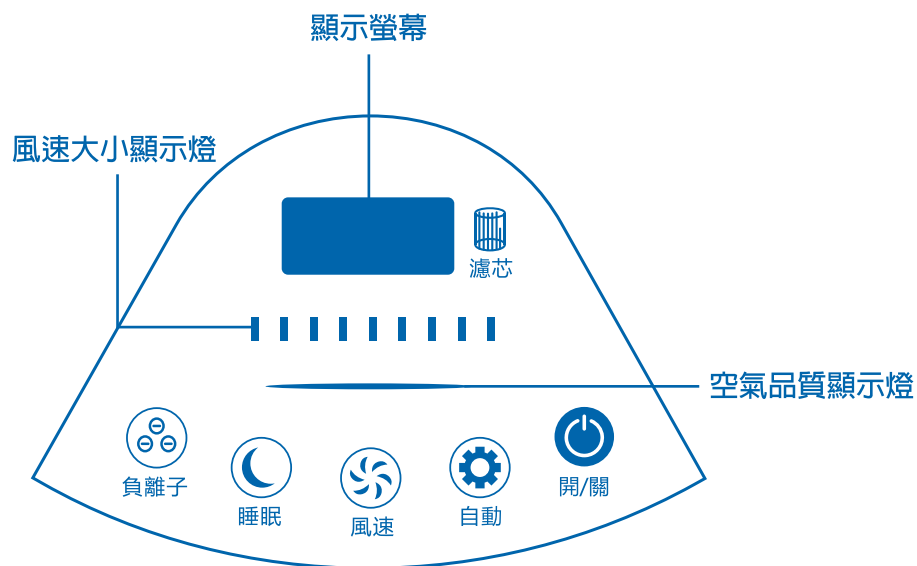 顯示螢幕
風速大小顯示燈
濾芯
空氣品質顯示燈
負離子
睡眠
風速
自動
開/關